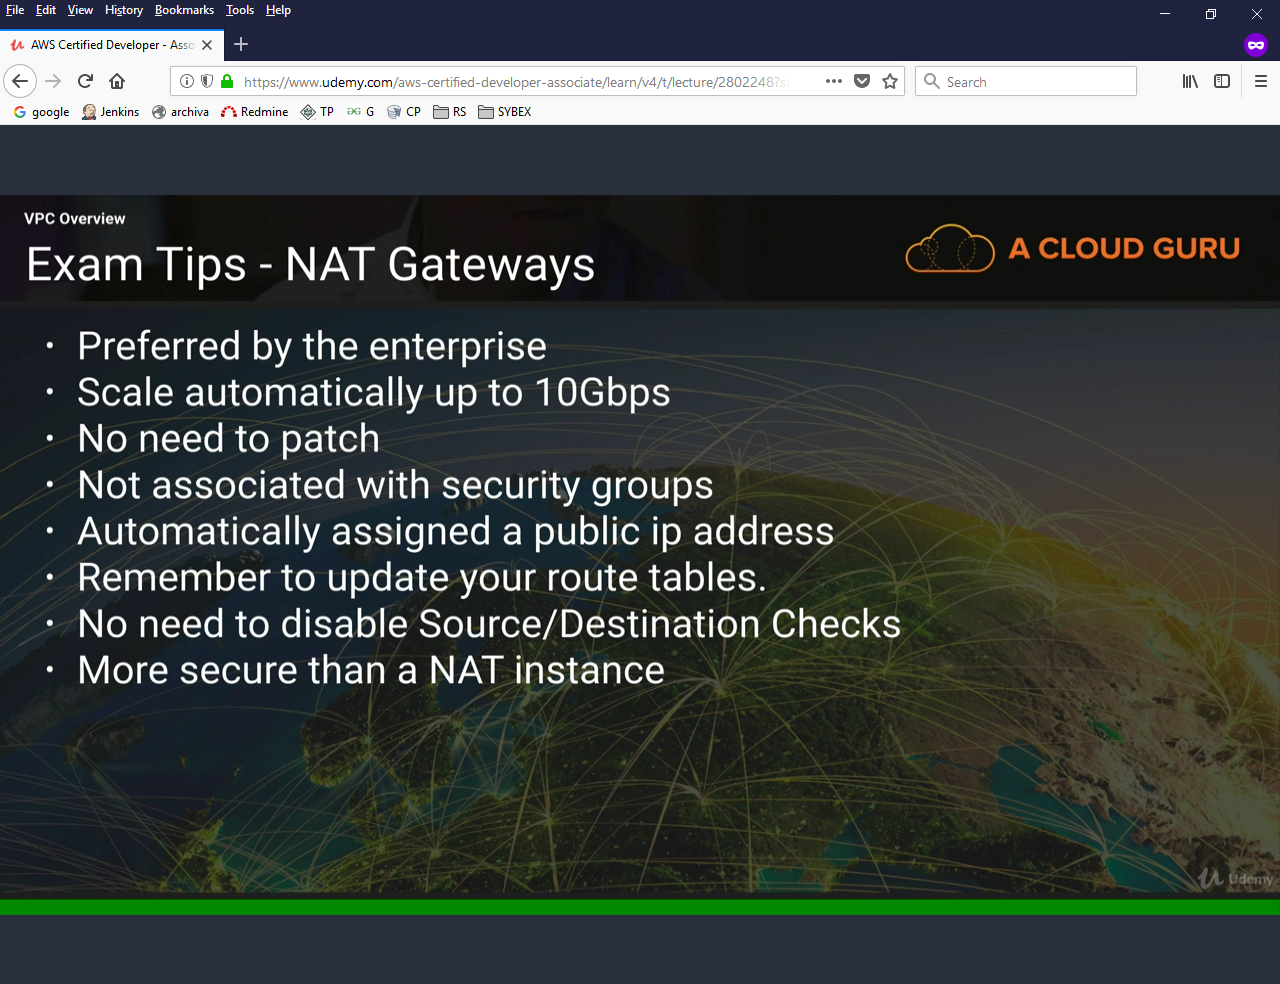 File Edit View History Bookmarks Tools Help
AWS Certified Developer - Asso
https://www.udemy.com/aws-certified-developer-associate/learn/v4/t/lecture/2802248?s
Search
google Jenkins archiva Redmine TP G CP RS SYBEX
VPC Overview
Exam Tips - NAT Gateways
A CLOUD GURU
• Preferred by the enterprise
• Scale automatically up to 10Gbps
• No need to patch
• Not associated with security groups
• Automatically assigned a public ip address
• Remember to update your route tables.
• No need to disable Source/Destination Checks
• More secure than a NAT instance
Udemy